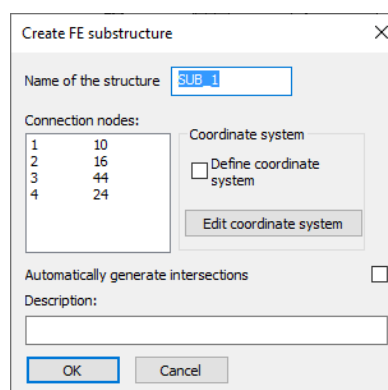 Create FE substructure
Name of the structure SUB_1
Connection nodes:
1 10
2 16
3 44
4 24
Coordinate system
Define coordinate
system
Edit coordinate system
Automatically generate intersections
Description:
OK Cancel